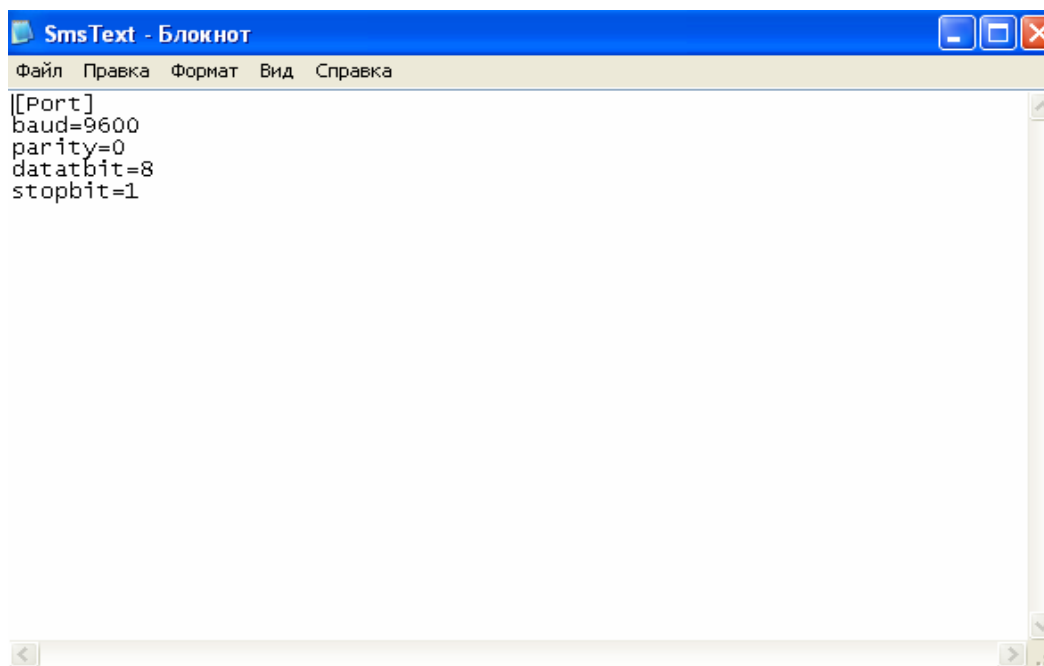 SmsText - Блокнот
Файл Правка Формат Вид Справка
[Port]
baud=9600
parity=0
datatbit=8
stopbit=1